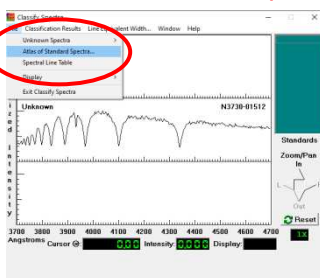 Classify Spectra
File Classification Results Line Equivalent Width... Window Help
Unknown Spectra
Atlas of Standard Spectra...
Spectral Line Table
Display
Exit Classify Spectra
Unknown N3730-01512
i
z
e
d
I
n
t
e
n
s
i
t
y
Standards
Zoom/Pan
In
L
Out
Reset
3700 3800 3900 4000 4100 4200 4300 4400 4500 4600 4700
1X
Angstroms Cursor @: 0.00 Intensity: 0.000 Display: